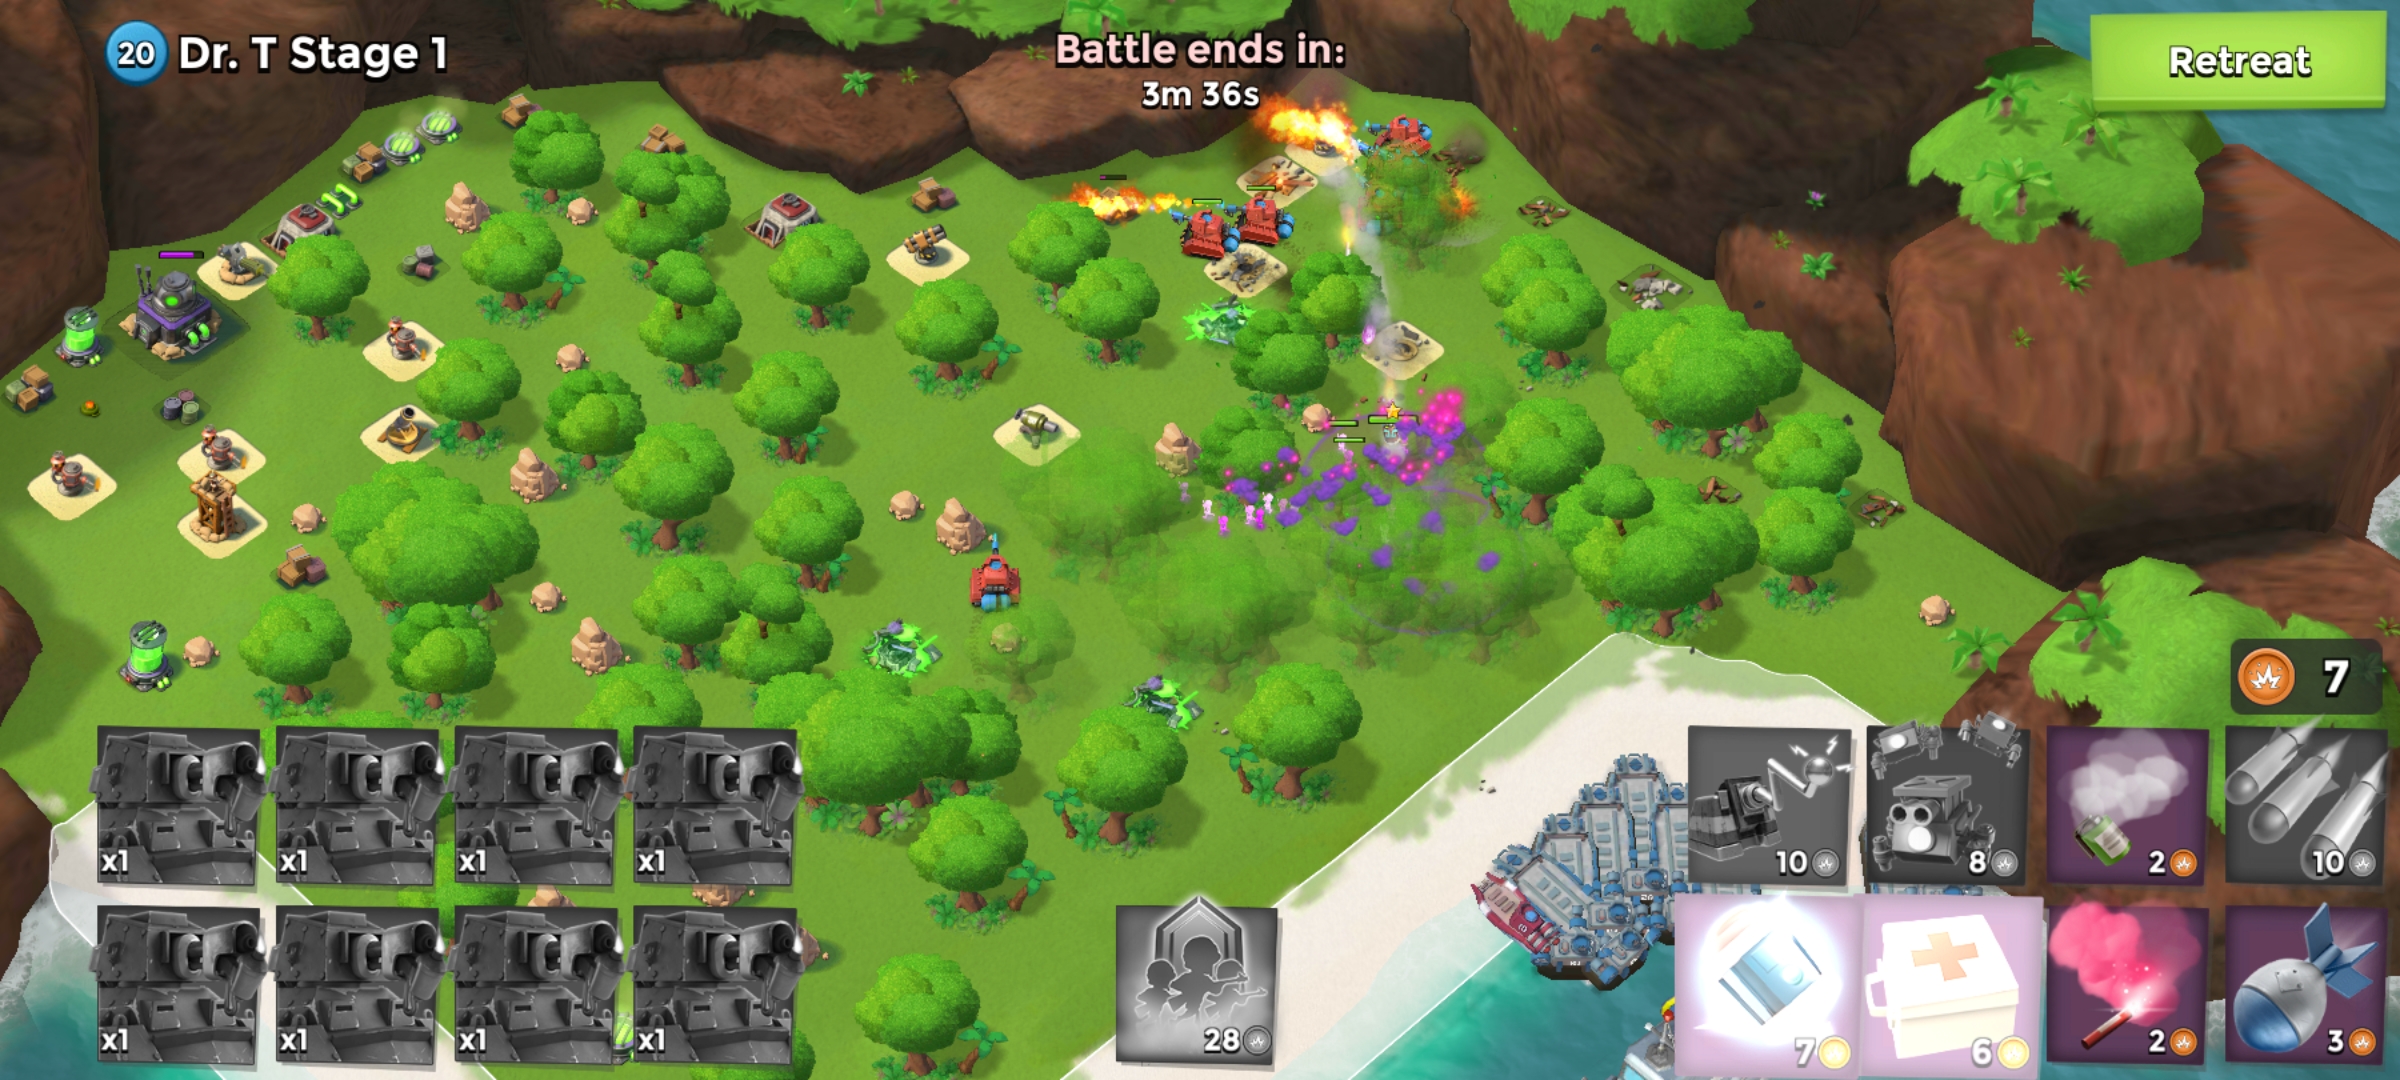 20 Dr. T Stage 1
Battle ends in:
3m 36s
Retreat
7
x1 x1 x1 x1
10 8 2 10
x1 x1 x1 x1
28
7 6 2 3